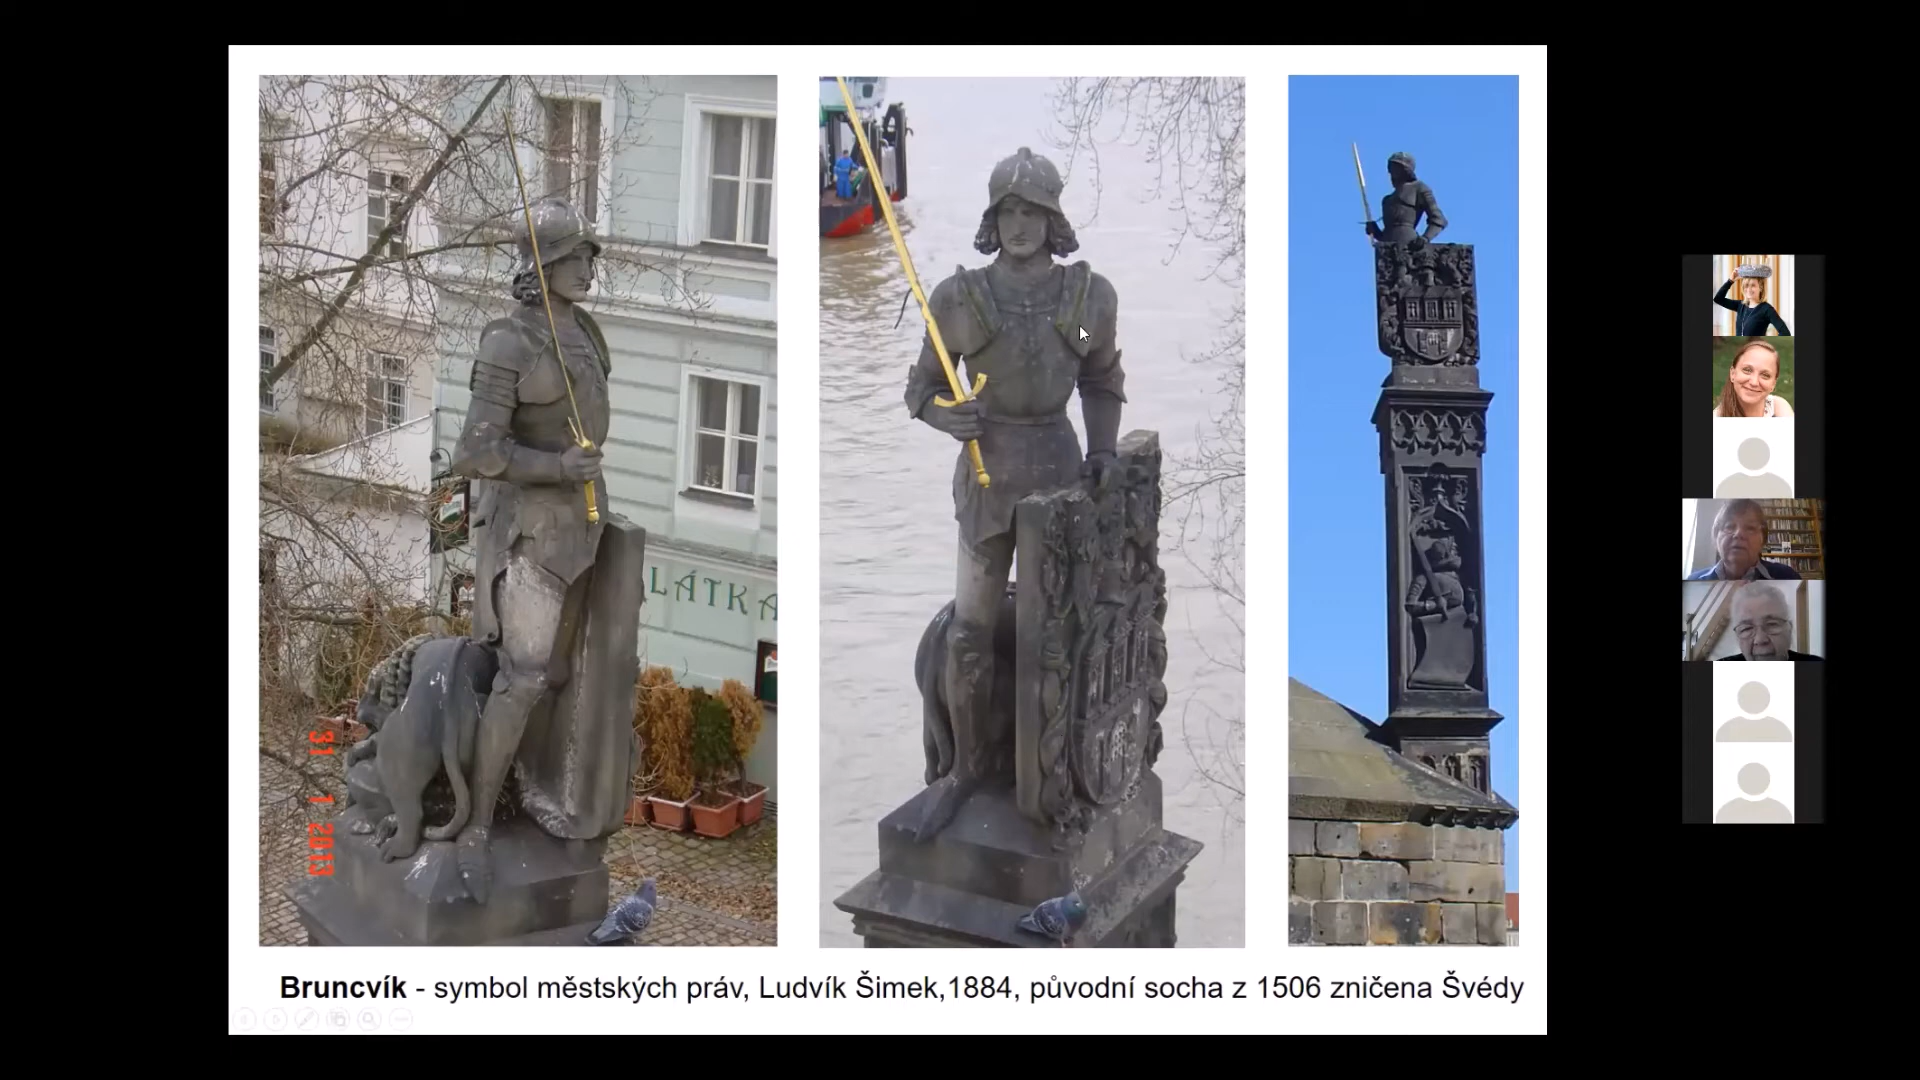 LÁTKA
31 1 2013
Bruncvík - symbol městských práv, Ludvík Šimek,1884, původní socha z 1506 zničena Švédy